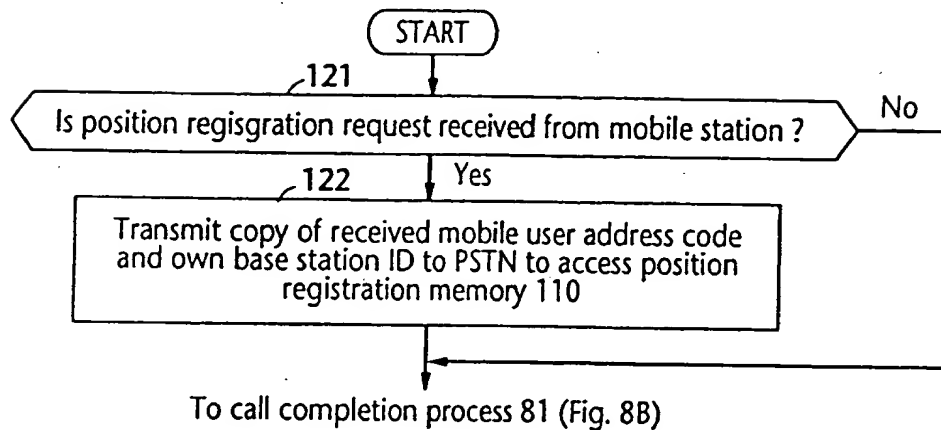 START
121
Is position regisgration request received from mobile station ?
No
Yes
122
Transmit copy of received mobile user address code
and own base station ID to PSTN to access position
registration memory 110
To call completion process 81 (Fig. 8B)